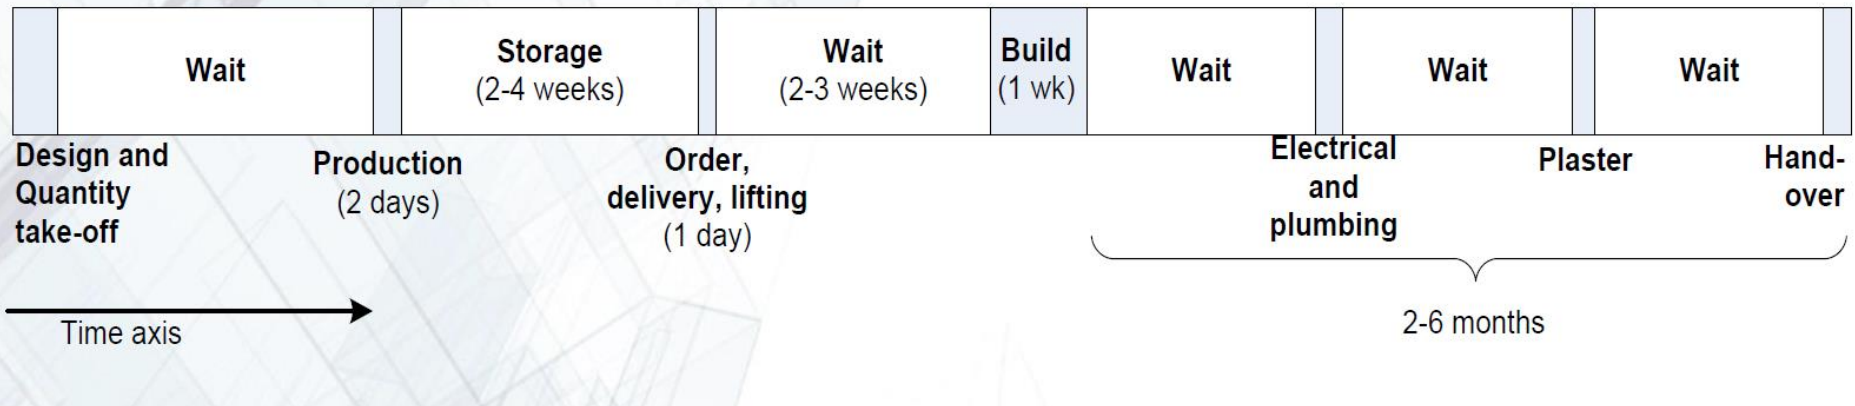 Wait
Storage
(2-4 weeks)
Wait
(2-3 weeks)
Build
(1 wk)
Wait
Wait
Wait
Design and
Quantity
take-off
Production
(2 days)
Order,
delivery, lifting
(1 day)
Electrical
and
plumbing
Plaster
Hand-
over
2-6 months
Time axis